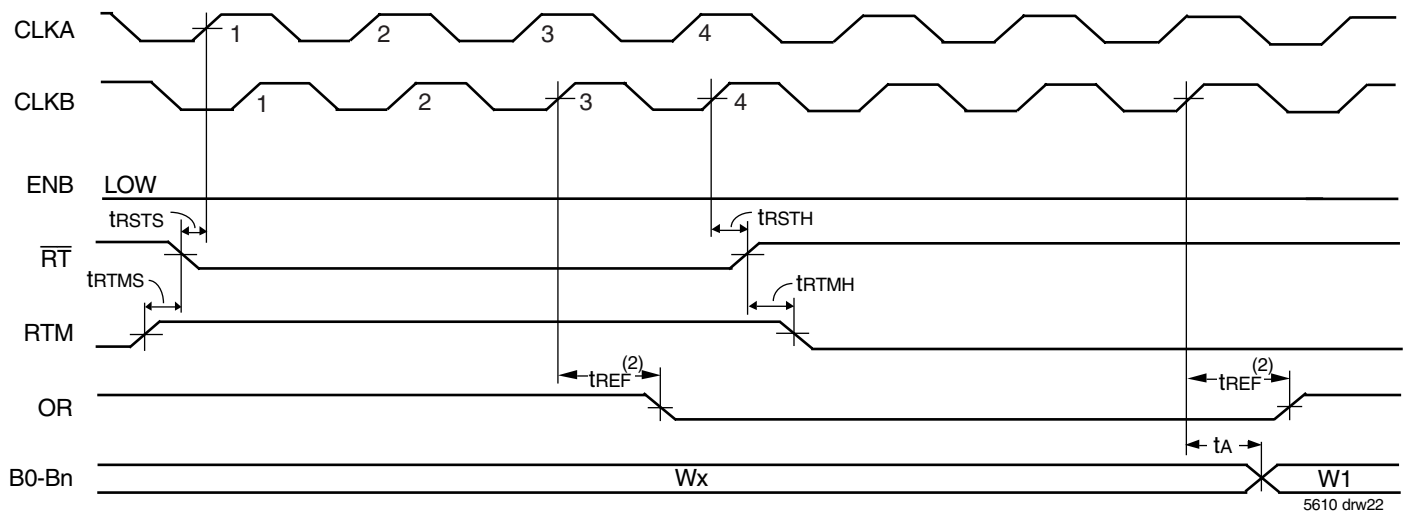 CLKA 1 2 3 4
CLKB 1 2 3 4
ENB LOW
tRSTS tRSTH
RT
tRTMS tRTMH
RTM
tREF(2) tREF(2)
OR
tA
B0-Bn Wx W1
5610 drw22